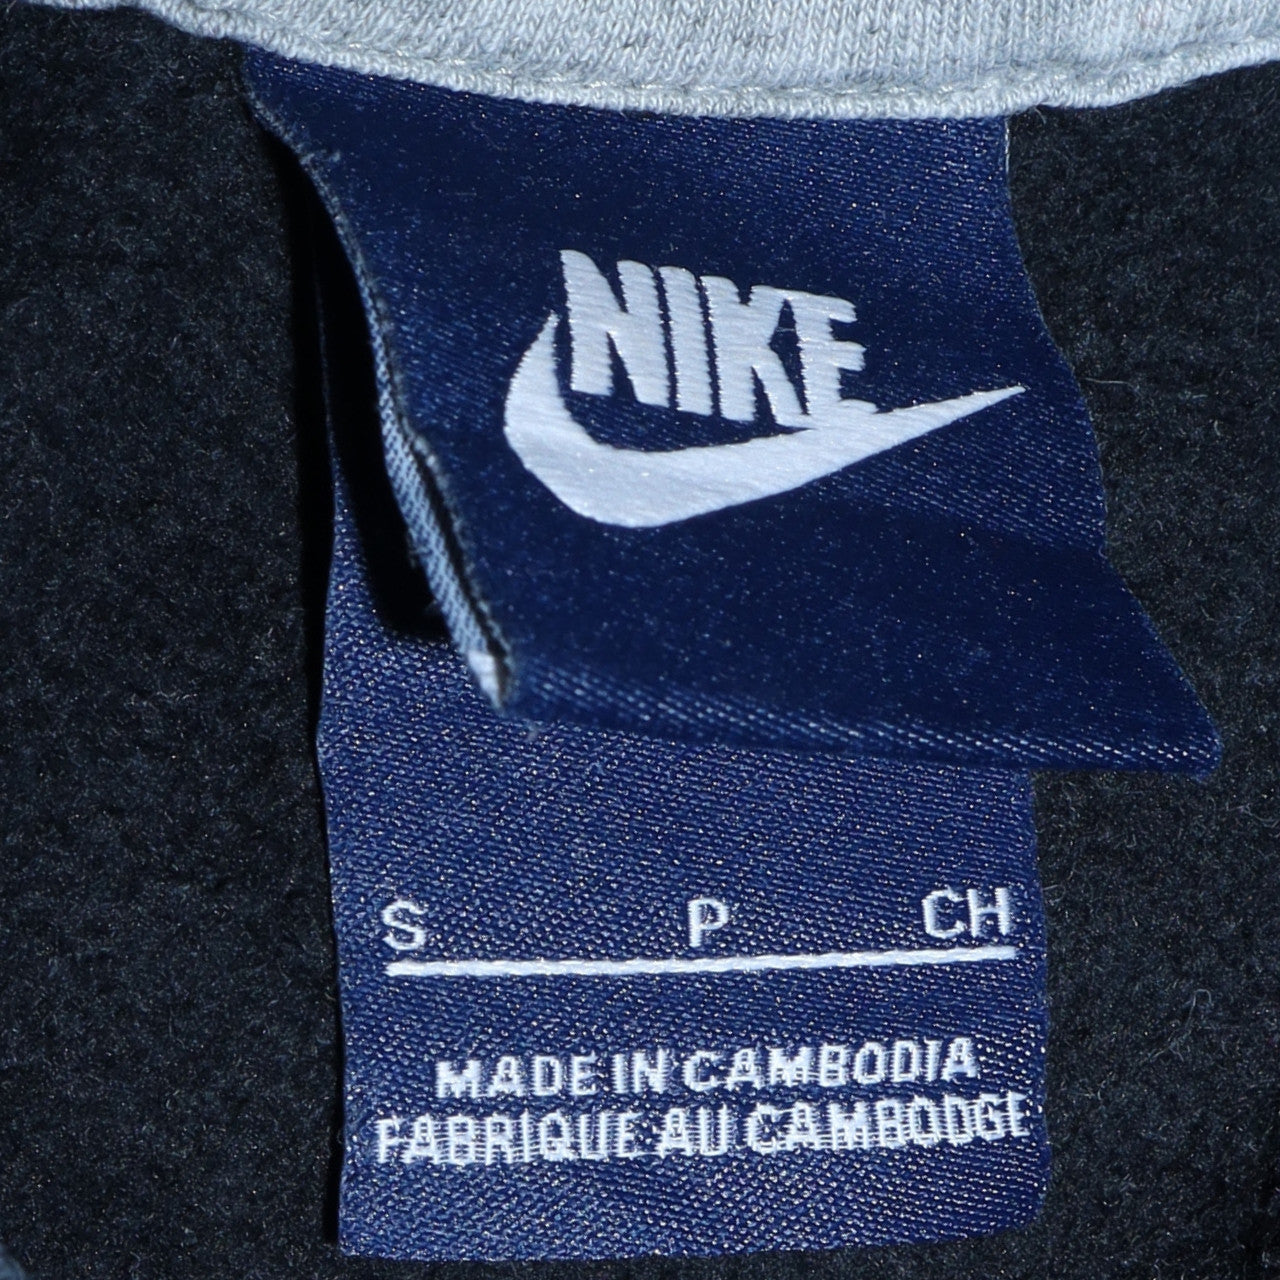 NIKE
S P CH
MADE IN CAMBODIA
FABRIQUE AU CAMBODGE